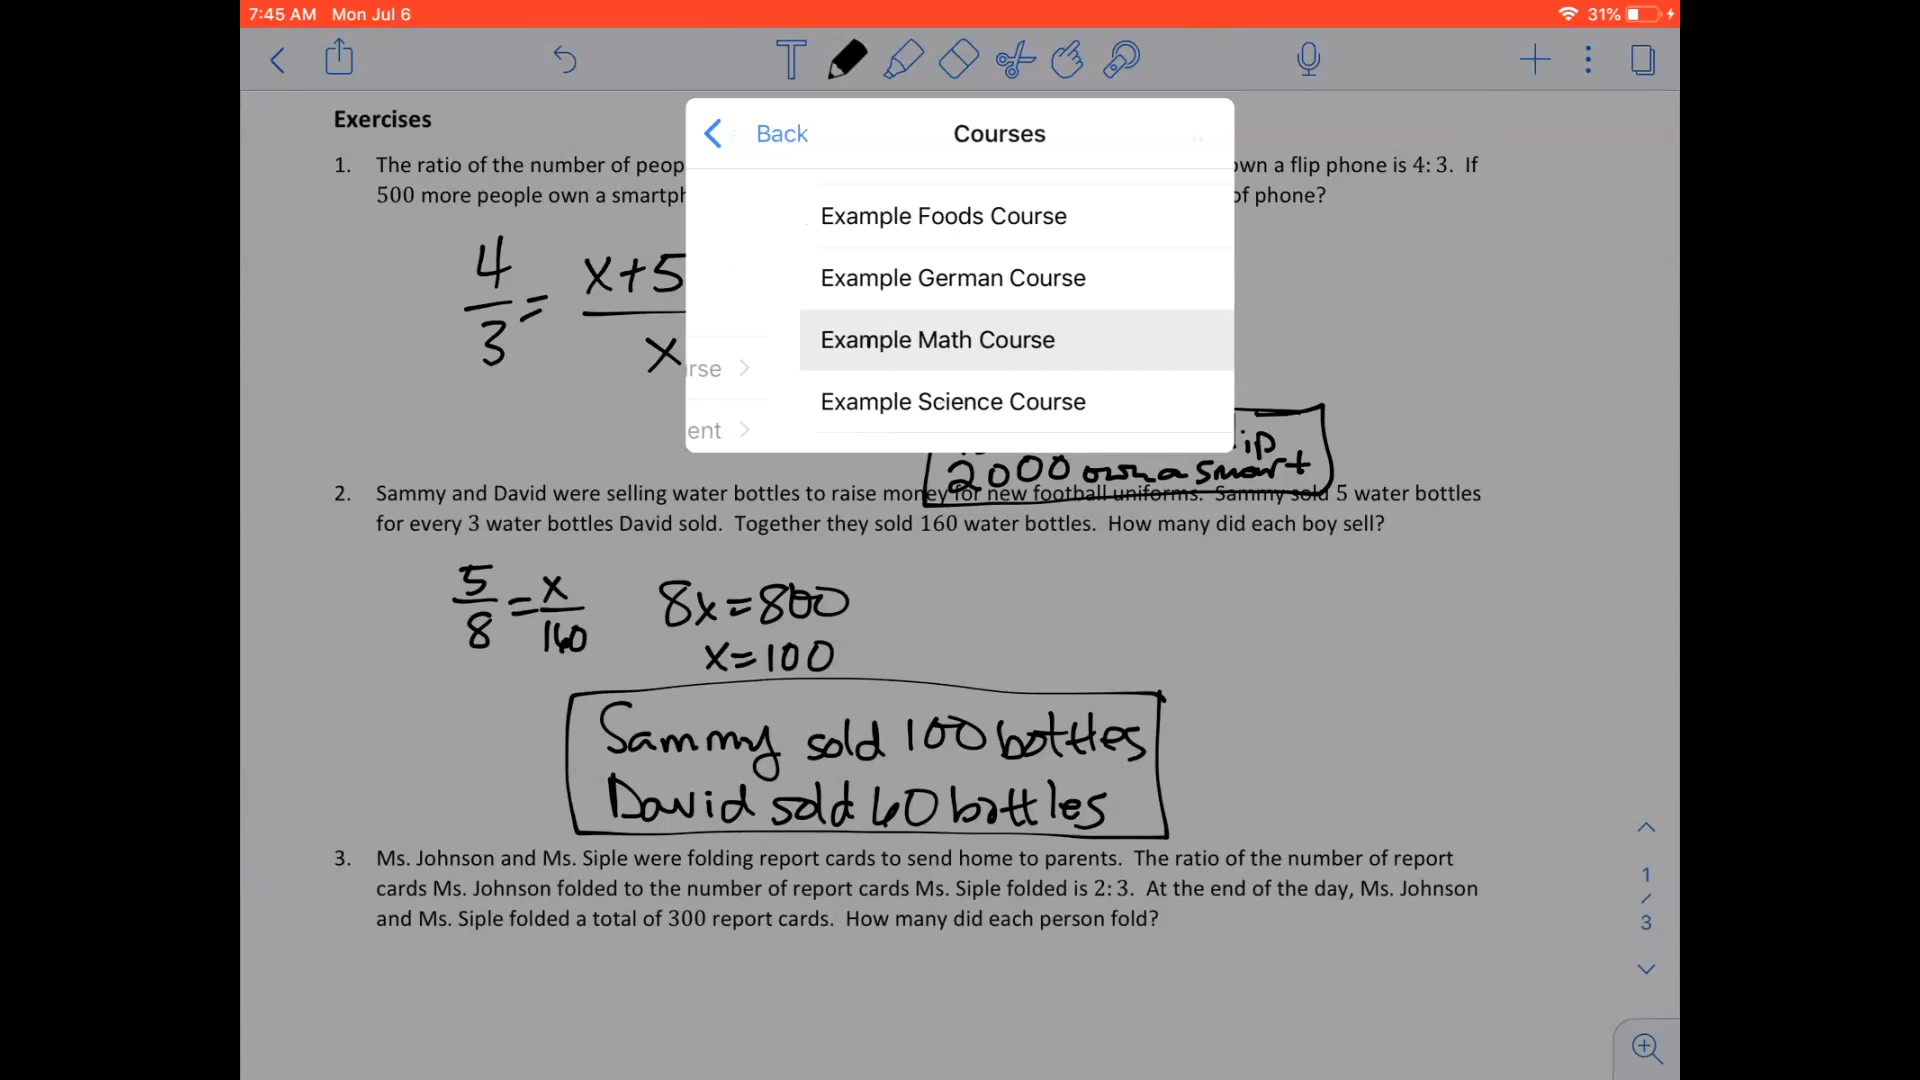 7:45 AM Mon Jul 6
31%
Back
Courses
Example Foods Course
Example German Course
Example Math Course
Example Science Course
rse
ent
Exercises
1. The ratio of the number of peop
own a flip phone is 4:3. If
500 more people own a smartph
of phone?
4/3 = x+5
x
ip
2000 own a smart
2. Sammy and David were selling water bottles to raise money for new football uniforms. Sammy sold 5 water bottles
for every 3 water bottles David sold. Together they sold 160 water bottles. How many did each boy sell?
5/8 = x/160
8x=800
x=100
Sammy sold 100 bottles
David sold 60 bottles
3. Ms. Johnson and Ms. Siple were folding report cards to send home to parents. The ratio of the number of report
cards Ms. Johnson folded to the number of report cards Ms. Siple folded is 2:3. At the end of the day, Ms. Johnson
and Ms. Siple folded a total of 300 report cards. How many did each person fold?
1
/
3